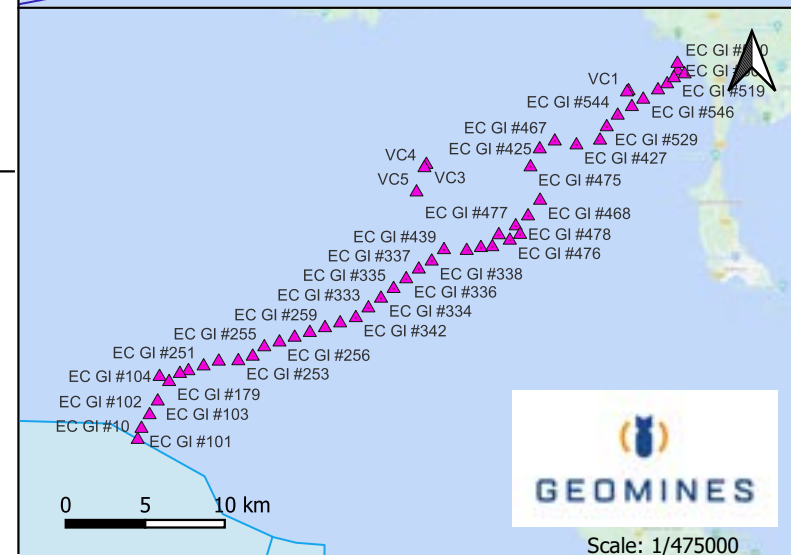 EC GI #
VC1
EC GI #519
EC GI #544
EC GI #546
EC GI #467
EC GI #529
EC GI #425
EC GI #427
VC4
VC3
EC GI #475
VC5
EC GI #477
EC GI #468
EC GI #439
EC GI #478
EC GI #476
EC GI #337
EC GI #338
EC GI #335
EC GI #336
EC GI #333
EC GI #334
EC GI #259
EC GI #342
EC GI #255
EC GI #256
EC GI #251
EC GI #253
EC GI #104
EC GI #179
EC GI #102
EC GI #103
EC GI #10
EC GI #101
0 5 10 km
GEOMINES
Scale: 1/475000